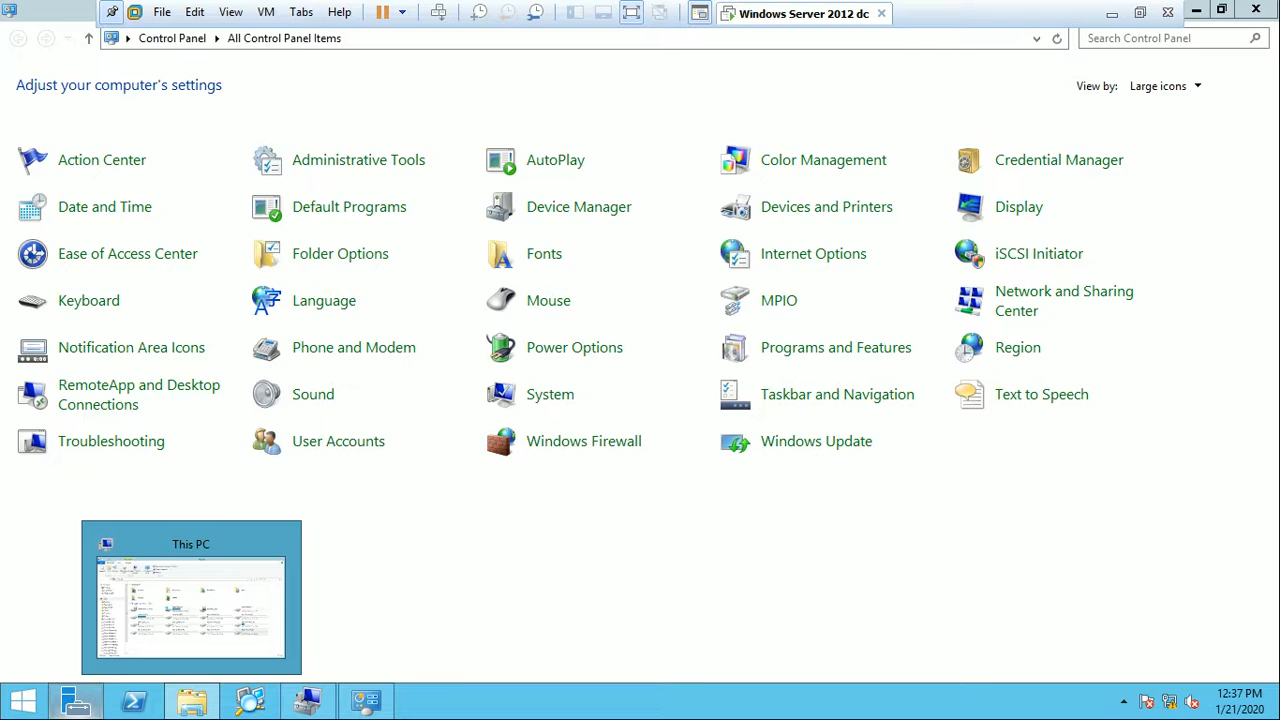 File Edit View VM Tabs Help Windows Server 2012 dc
Control Panel All Control Panel Items Search Control Panel
Adjust your computer's settings View by: Large icons
Action Center Administrative Tools AutoPlay Color Management Credential Manager
Date and Time Default Programs Device Manager Devices and Printers Display
Ease of Access Center Folder Options Fonts Internet Options iSCSI Initiator
Keyboard Language Mouse MPIO Network and Sharing
Center
Notification Area Icons Phone and Modem Power Options Programs and Features Region
RemoteApp and Desktop
Connections Sound System Taskbar and Navigation Text to Speech
Troubleshooting User Accounts Windows Firewall Windows Update
This PC
12:37 PM
1/21/2020